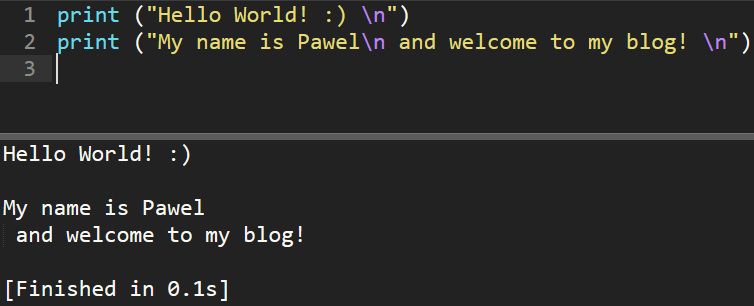 1 print ("Hello World! :) \n")
2 print ("My name is Pawel\n and welcome to my blog! \n")
3
Hello World! :)
My name is Pawel
 and welcome to my blog!
[Finished in 0.1s]